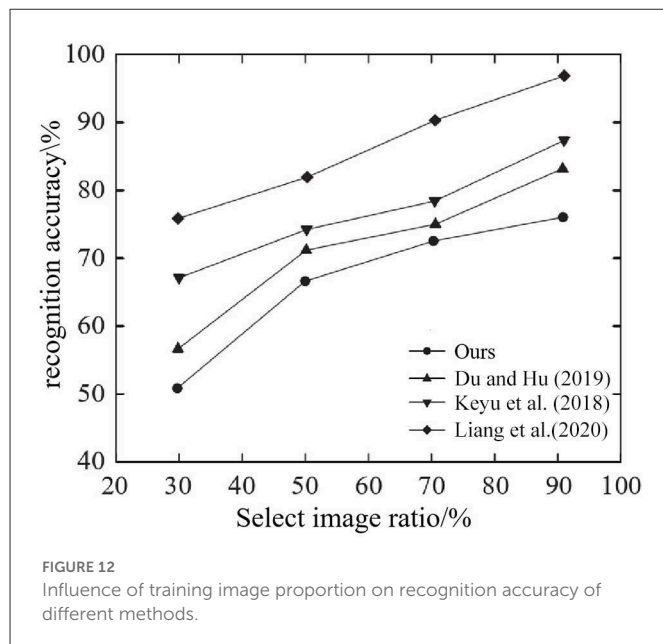 100
90
80
70
60
50
40
recognition accuracy\%
Ours
Du and Hu (2019)
Keyu et al. (2018)
Liang et al.(2020)
20 30 40 50 60 70 80 90 100
Select image ratio/%
FIGURE 12
Influence of training image proportion on recognition accuracy of
different methods.